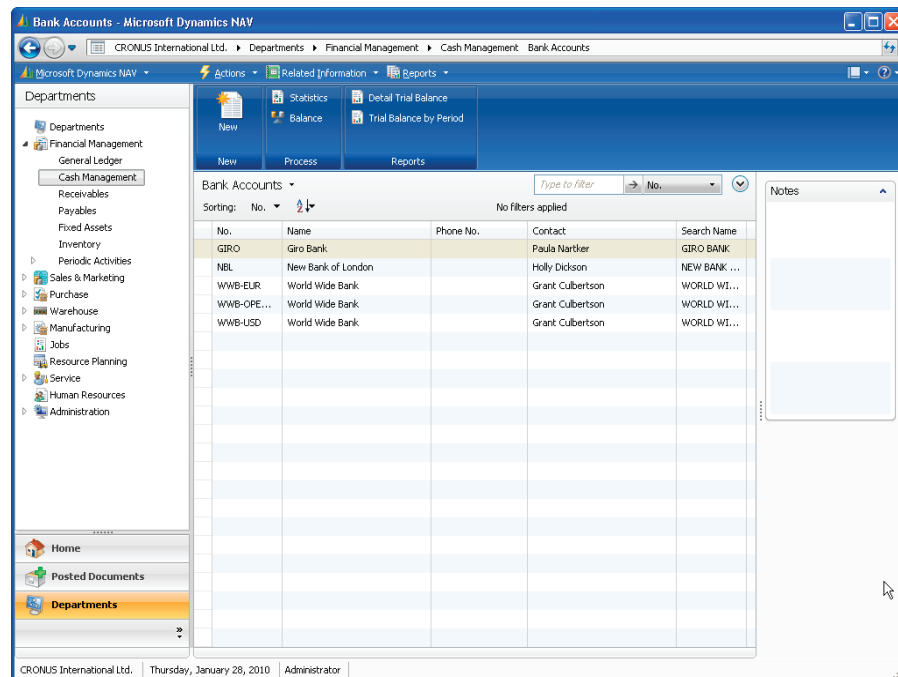 Bank Accounts - Microsoft Dynamics NAV
CRONUS International Ltd. Departments Financial Management Cash Management Bank Accounts
Microsoft Dynamics NAV Actions Related Information Reports
Departments
Departments
Financial Management
General Ledger
Cash Management
Receivables
Payables
Fixed Assets
Inventory
Periodic Activities
Sales & Marketing
Purchase
Warehouse
Manufacturing
Jobs
Resource Planning
Service
Human Resources
Administration
Home
Posted Documents
Departments
New
Statistics
Balance
Detail Trial Balance
Trial Balance by Period
New Process Reports
Bank Accounts Type to filter No.
Sorting: No. No filters applied
No. Name Phone No. Contact Search Name
GIRO Giro Bank Paula Nartker GIRO BANK
NBL New Bank of London Holly Dickson NEW BANK ...
WWB-EUR World Wide Bank Grant Culbertson WORLD WI...
WWB-OPE... World Wide Bank Grant Culbertson WORLD WI...
WWB-USD World Wide Bank Grant Culbertson WORLD WI...
Notes
CRONUS International Ltd. Thursday, January 28, 2010 Administrator